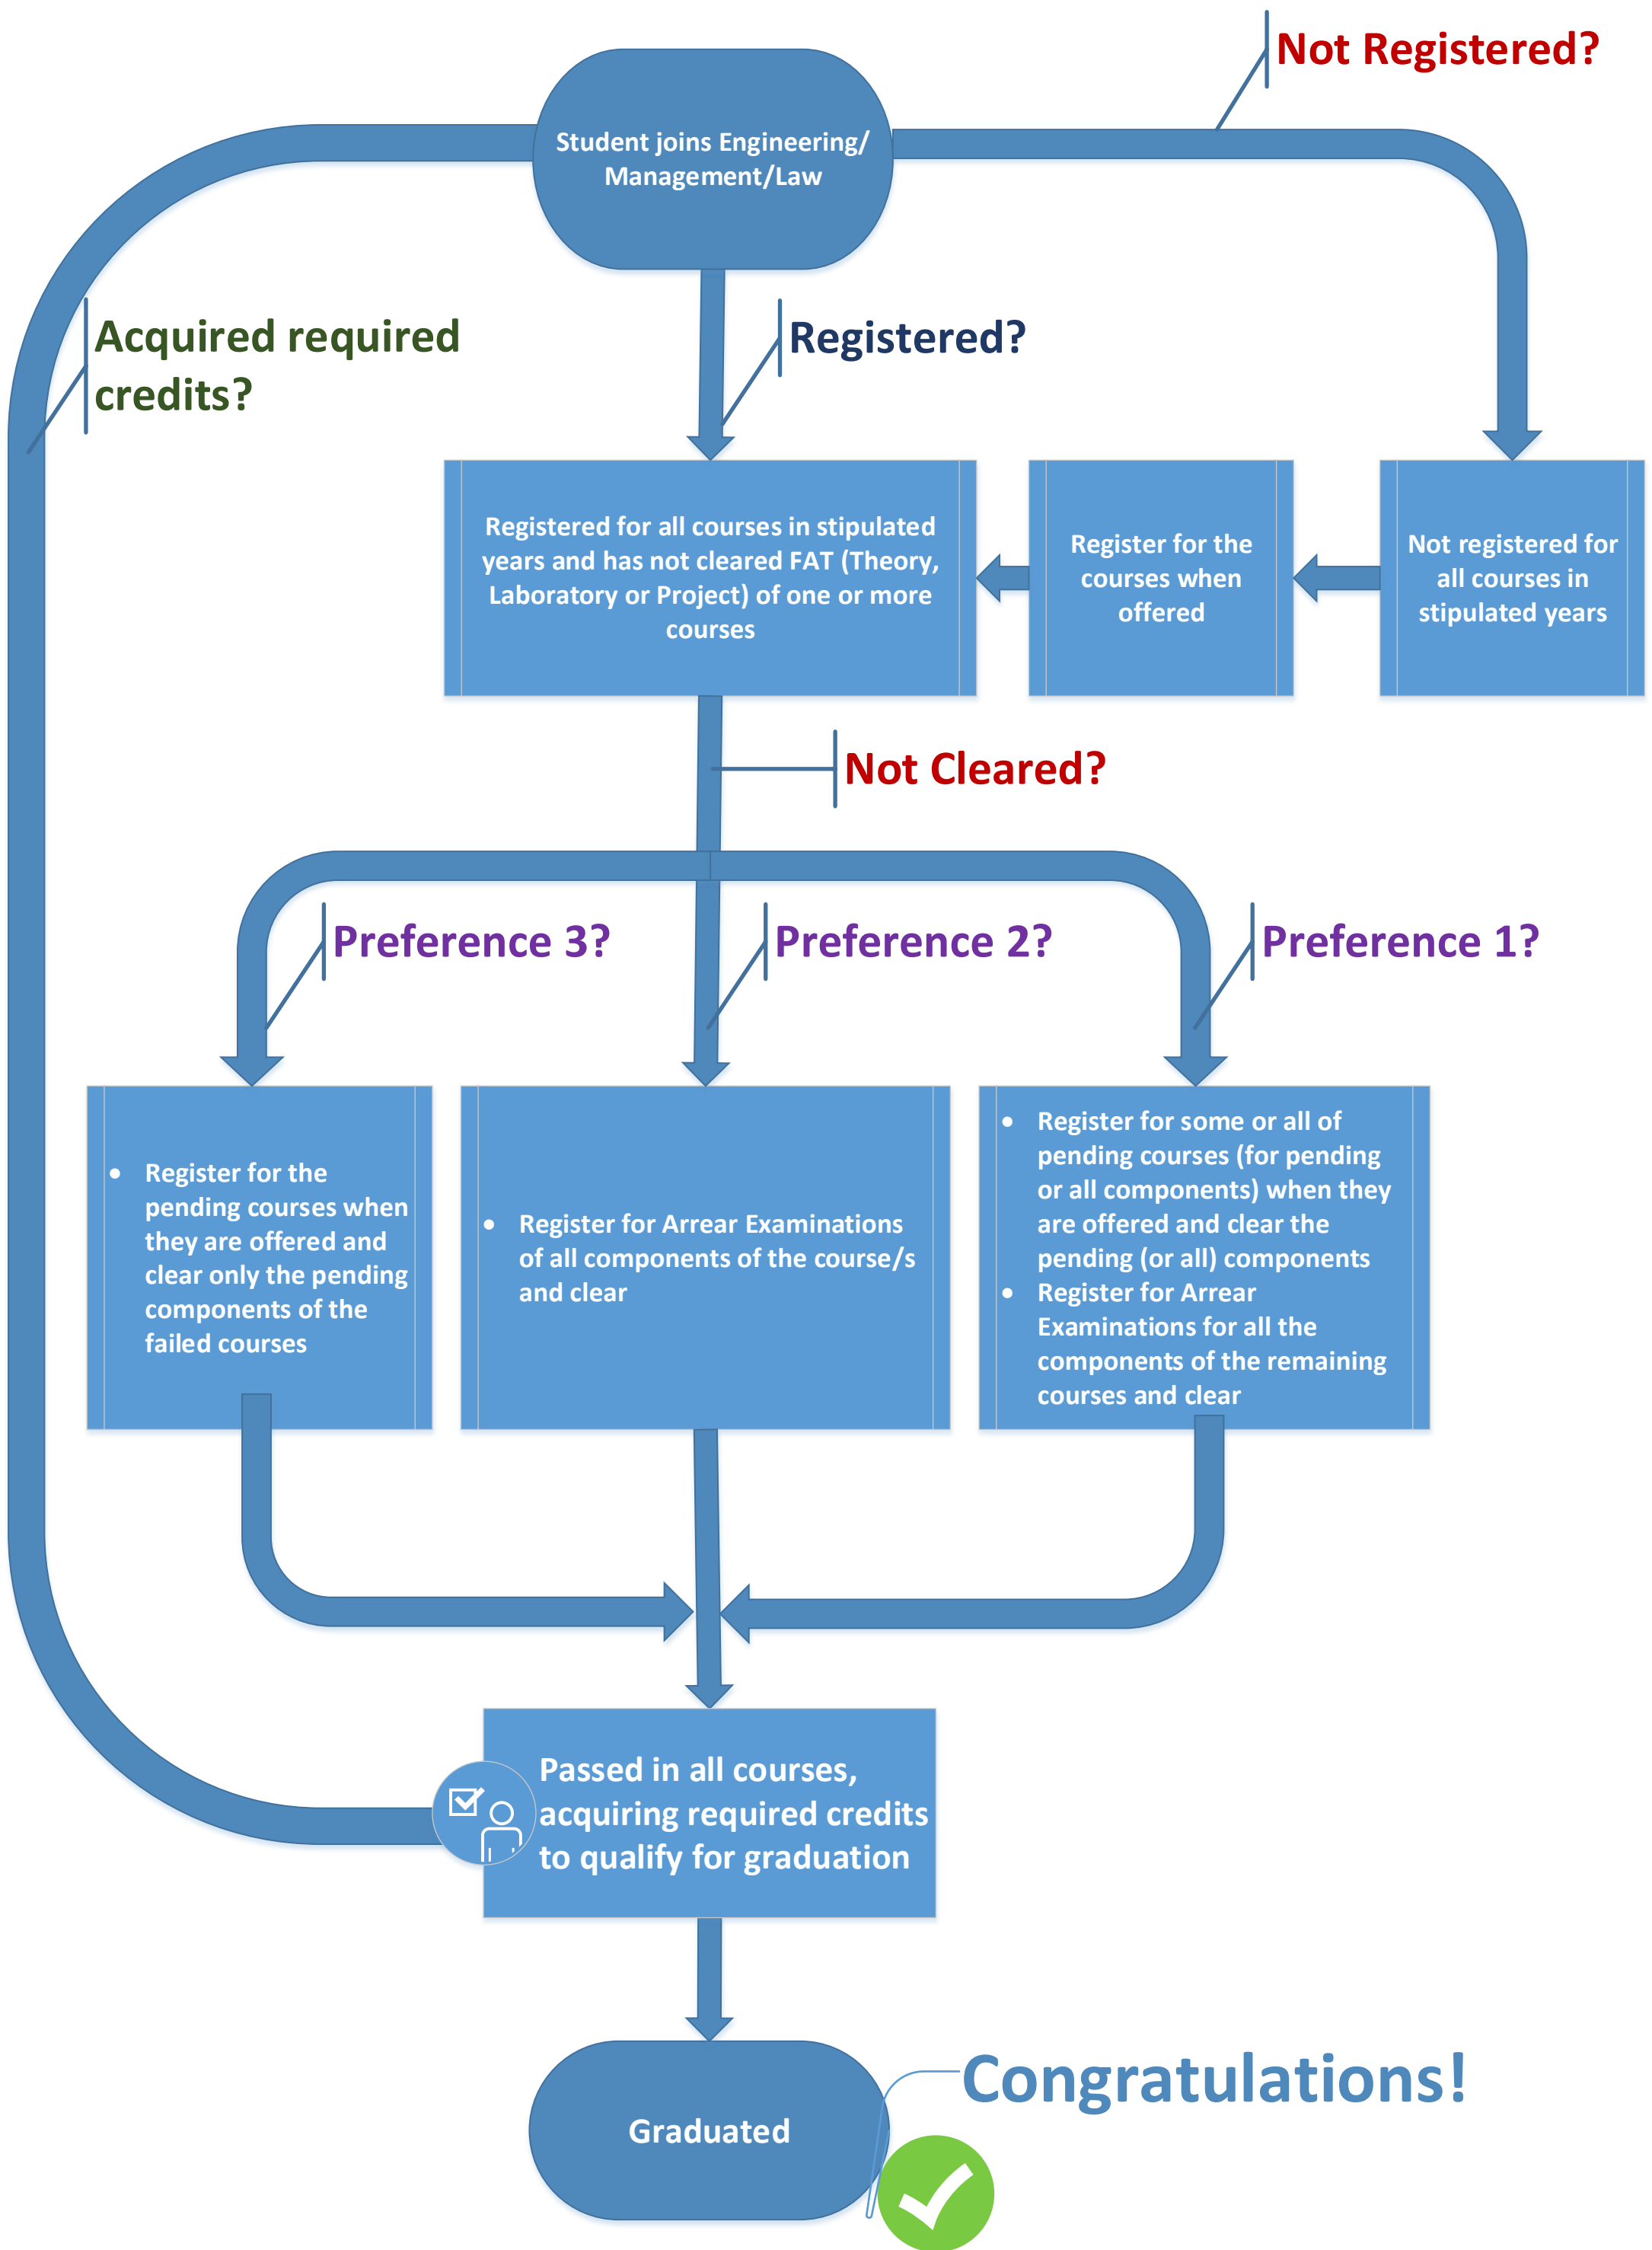 Not Registered?
Student joins Engineering/
Management/Law
Acquired required
credits?
Registered?
Registered for all courses in stipulated
years and has not cleared FAT (Theory,
Laboratory or Project) of one or more
courses
Register for the
courses when
offered
Not registered for
all courses in
stipulated years
Not Cleared?
Preference 3?
Preference 2?
Preference 1?
• Register for the
pending courses when
they are offered and
clear only the pending
components of the
failed courses
• Register for Arrear Examinations
of all components of the course/s
and clear
• Register for some or all of
pending courses (for pending
or all components) when they
are offered and clear the
pending (or all) components
• Register for Arrear
Examinations for all the
components of the remaining
courses and clear
Passed in all courses,
acquiring required credits
to qualify for graduation
Congratulations!
Graduated